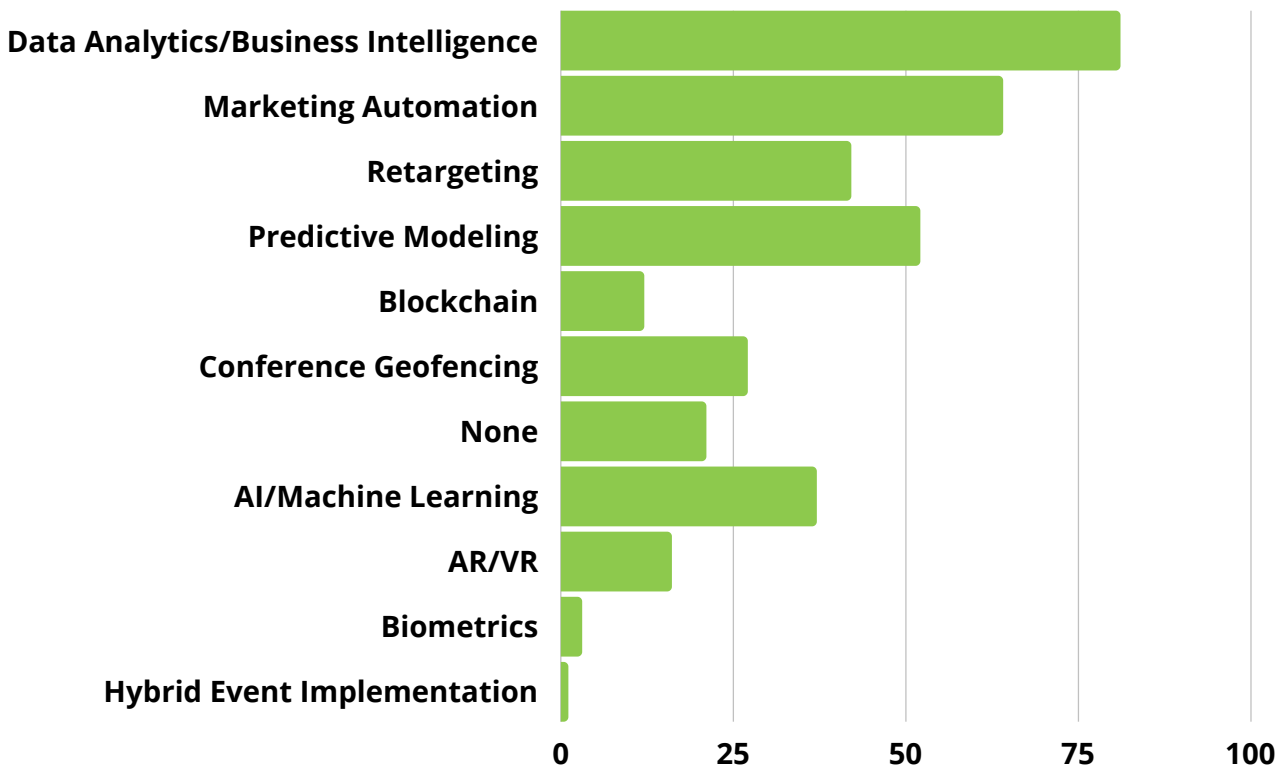 Data Analytics/Business Intelligence
Marketing Automation
Retargeting
Predictive Modeling
Blockchain
Conference Geofencing
None
AI/Machine Learning
AR/VR
Biometrics
Hybrid Event Implementation
0 25 50 75 100